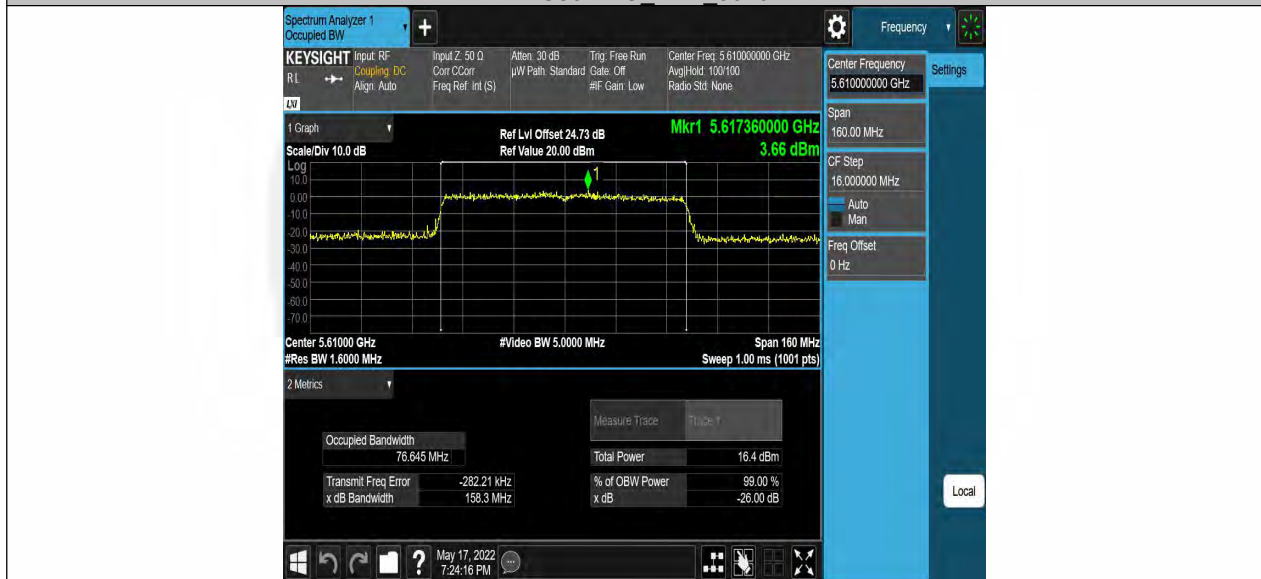 Spectrum Analyzer 1
Occupied BW
+
Frequency
KEYSIGHT
RL
LXI
Input: RF
Coupling: DC
Align: Auto
Input Z: 50 Ω
Corr CCorr
Freq Ref: Int (S)
Atten: 30 dB
µW Path: Standard
Trig: Free Run
Gate: Off
#IF Gain: Low
Center Freq: 5.610000000 GHz
Avg|Hold: 100/100
Radio Std: None
Center Frequency
5.610000000 GHz
Settings
Span
160.00 MHz
CF Step
16.000000 MHz
Auto
Man
Freq Offset
0 Hz
1 Graph
Scale/Div 10.0 dB
Ref Lvl Offset 24.73 dB
Ref Value 20.00 dBm
Mkr1 5.617360000 GHz
3.66 dBm
Log
10.0
0.00
-10.0
-20.0
-30.0
-40.0
-50.0
-60.0
-70.0
1
Center 5.61000 GHz
#Video BW 5.0000 MHz
Span 160 MHz
#Res BW 1.6000 MHz
Sweep 1.00 ms (1001 pts)
2 Metrics
Measure Trace
Trace 1
Occupied Bandwidth
76.645 MHz
Total Power 16.4 dBm
Transmit Freq Error -282.21 kHz
% of OBW Power 99.00 %
x dB Bandwidth 158.3 MHz
x dB -26.00 dB
Local
?
May 17, 2022
7:24:16 PM